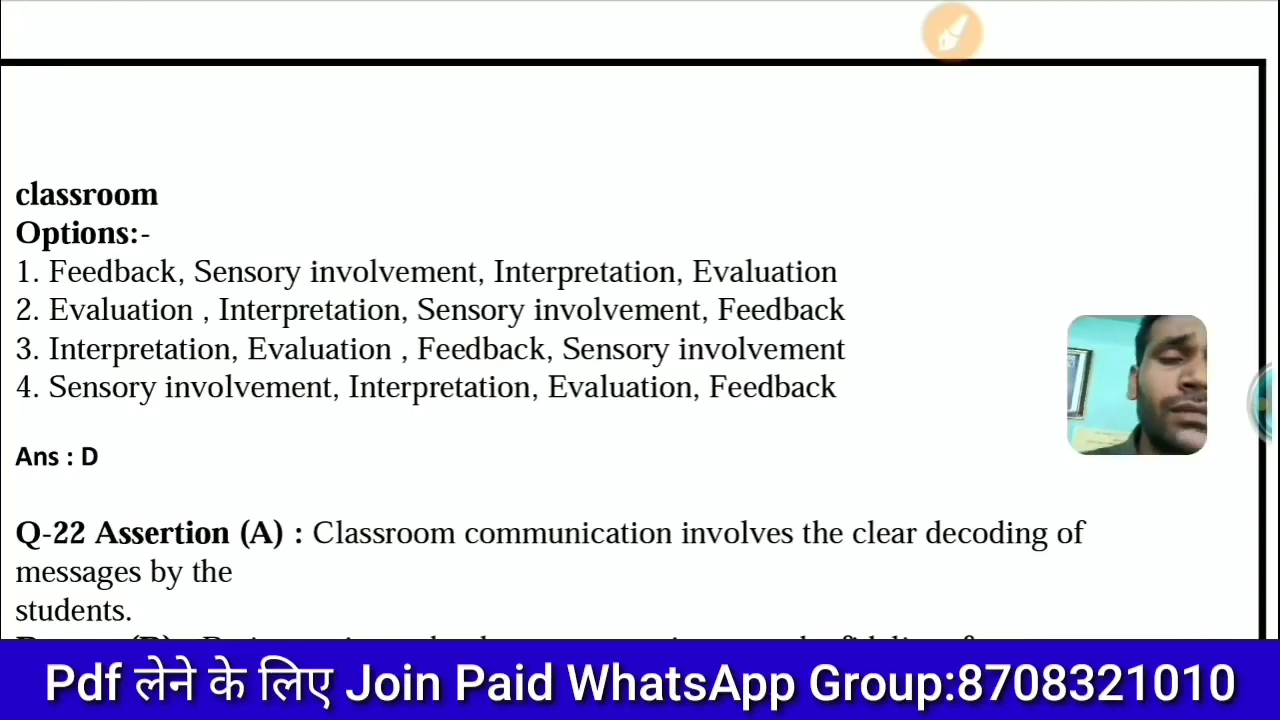 classroom
Options:-
1. Feedback, Sensory involvement, Interpretation, Evaluation
2. Evaluation , Interpretation, Sensory involvement, Feedback
3. Interpretation, Evaluation , Feedback, Sensory involvement
4. Sensory involvement, Interpretation, Evaluation, Feedback
Ans : D
Q-22 Assertion (A) : Classroom communication involves the clear decoding of
messages by the
students.
Pdf लेने के लिए Join Paid WhatsApp Group:8708321010